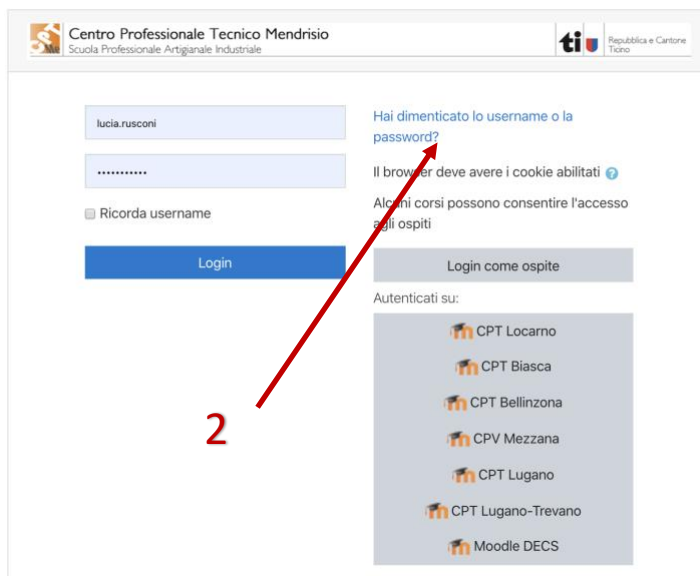 Centro Professionale Tecnico Mendrisio
Scuola Professionale Artigianale Industriale
ti
Repubblica e Cantone
Ticino
lucia.rusconi
...........
Ricorda username
Login
Hai dimenticato lo username o la
password?
Il browser deve avere i cookie abilitati ?
Alcuni corsi possono consentire l'accesso
agli ospiti
Login come ospite
Autenticati su:
CPT Locarno
CPT Biasca
CPT Bellinzona
CPV Mezzana
CPT Lugano
CPT Lugano-Trevano
Moodle DECS
2